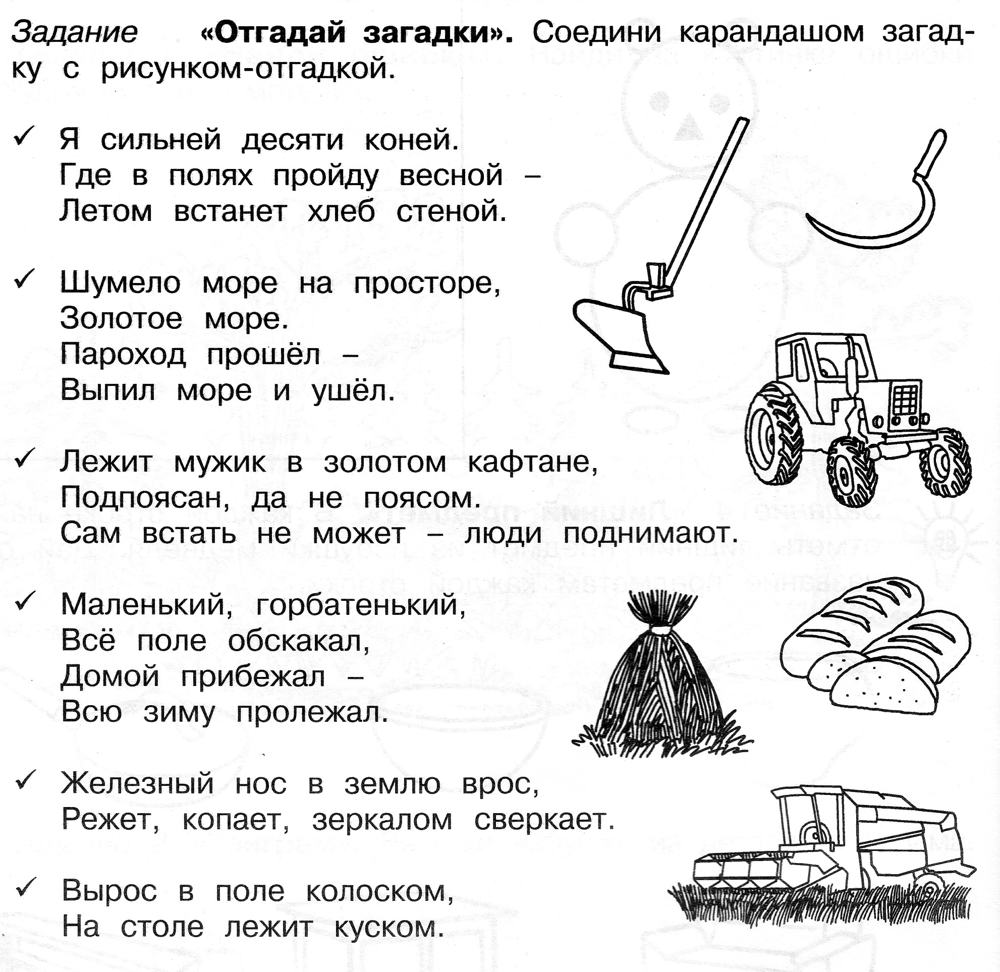 Задание «Отгадай загадки». Соедини карандашом загад-
ку с рисунком-отгадкой.
✓ Я сильней десяти коней.
Где в полях пройду весной –
Летом встанет хлеб стеной.
✓ Шумело море на просторе,
Золотое море.
Пароход прошёл –
Выпил море и ушёл.
✓ Лежит мужик в золотом кафтане,
Подпоясан, да не поясом.
Сам встать не может – люди поднимают.
✓ Маленький, горбатенький,
Всё поле обскакал,
Домой прибежал –
Всю зиму пролежал.
✓ Железный нос в землю врос,
Режет, копает, зеркалом сверкает.
✓ Вырос в поле колоском,
На столе лежит куском.